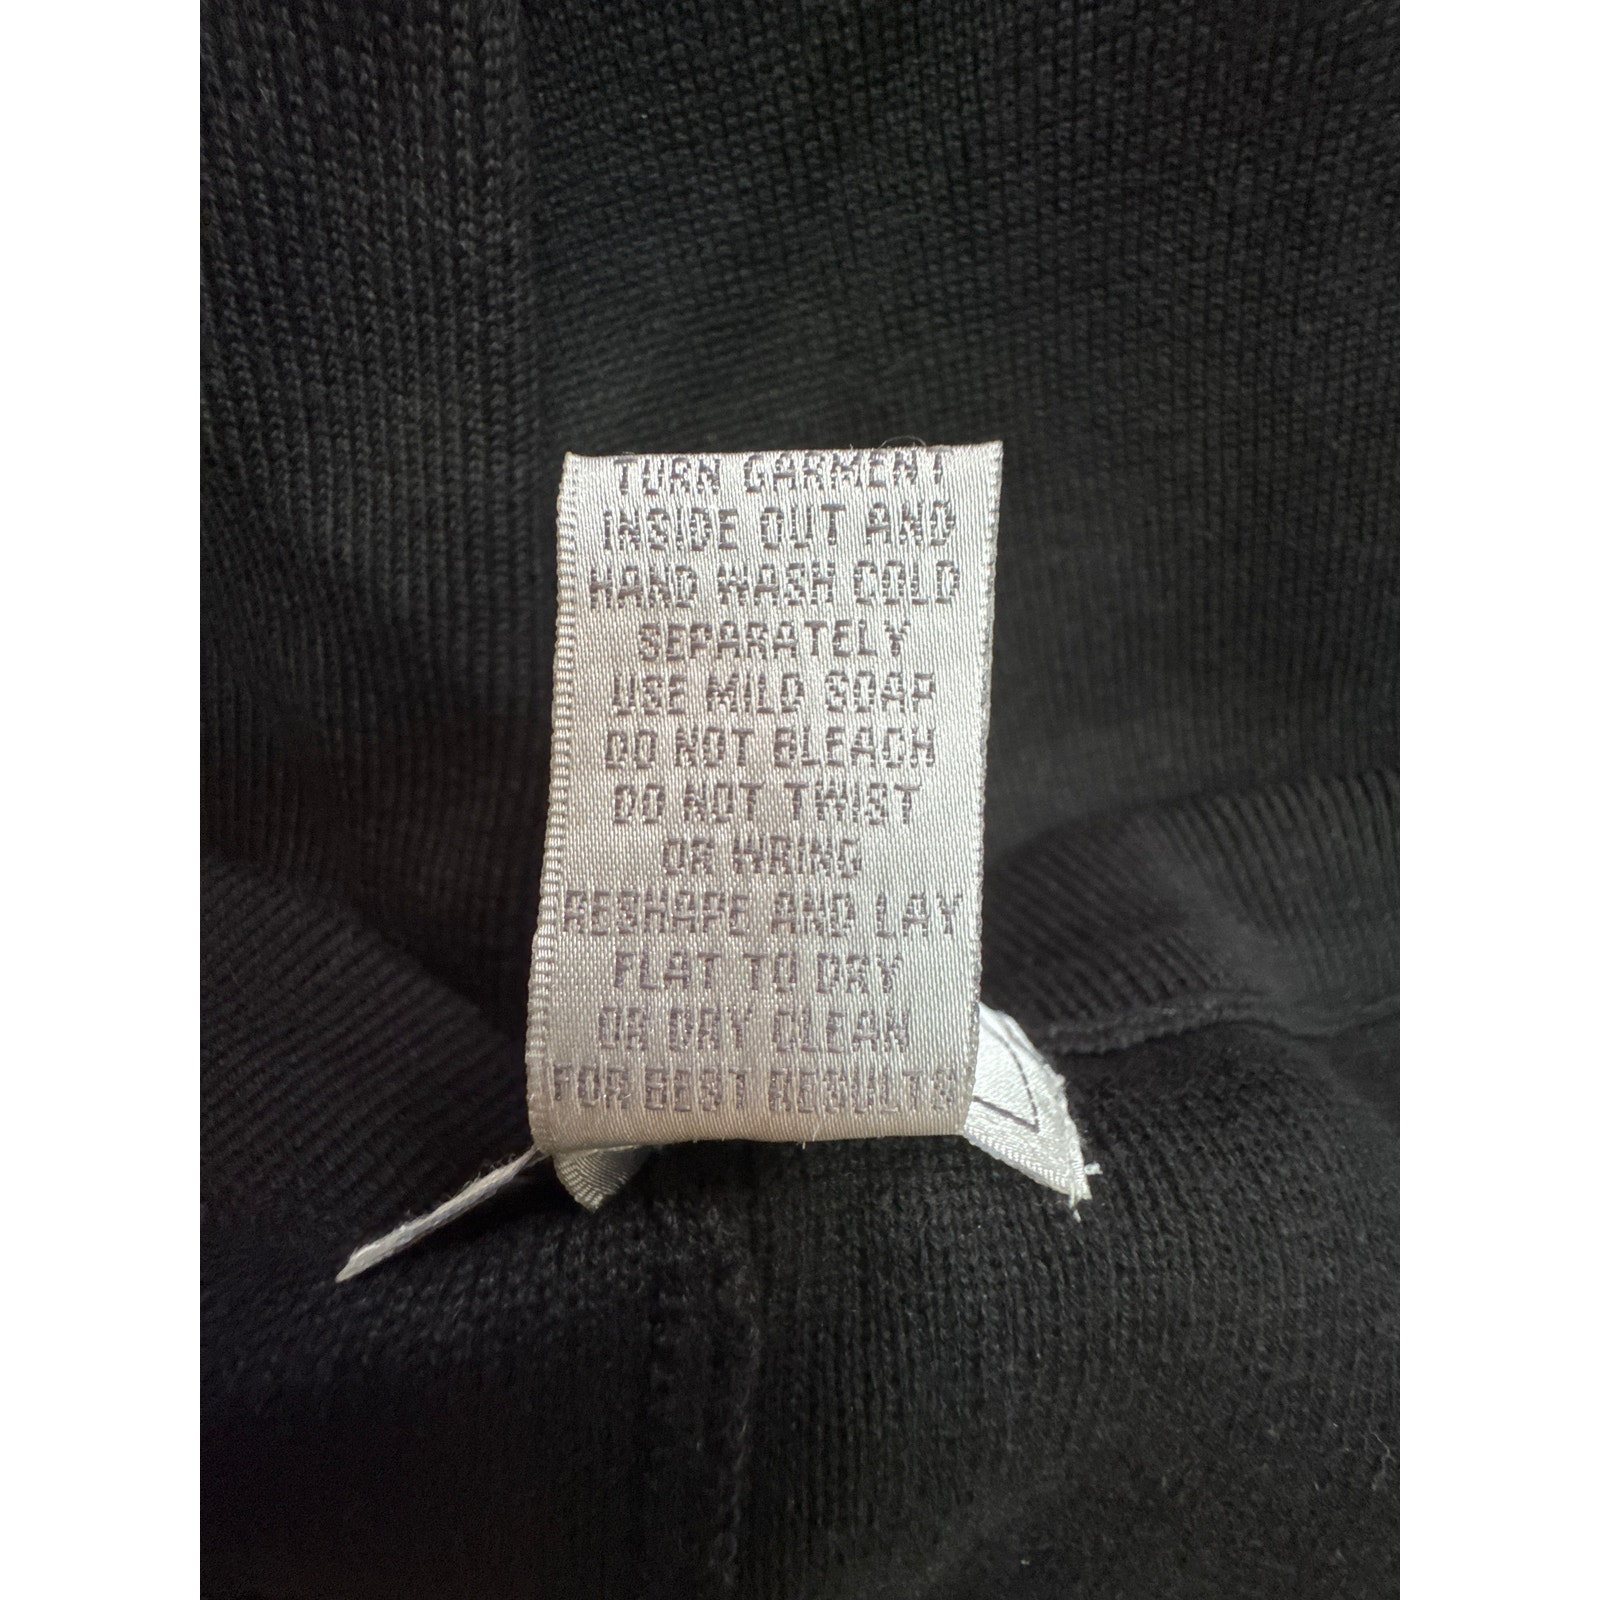 TURN GARMENT
INSIDE OUT AND
HAND WASH COLD
SEPARATELY
USE MILD SOAP
DO NOT BLEACH
DO NOT TWIST
OR WRING
RESHAPE AND LAY
FLAT TO DRY
OR DRY CLEAN
FOR BEST RESULTS